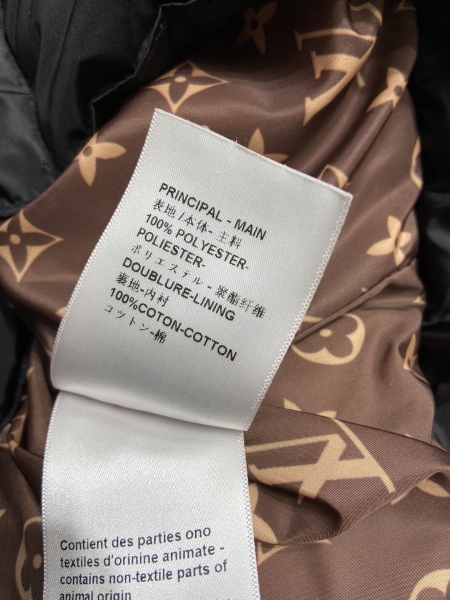 PRINCIPAL - MAIN
表地/本体-主料
100% POLYESTER-
POLIESTER-
ポリエステル-聚酯纤维
DOUBLURE-LINING
裏地-内衬
100%COTON-COTTON
コツトン-棉
Contient des parties ono
textiles d'orinine animate -
contains non-textile parts of
animal origin